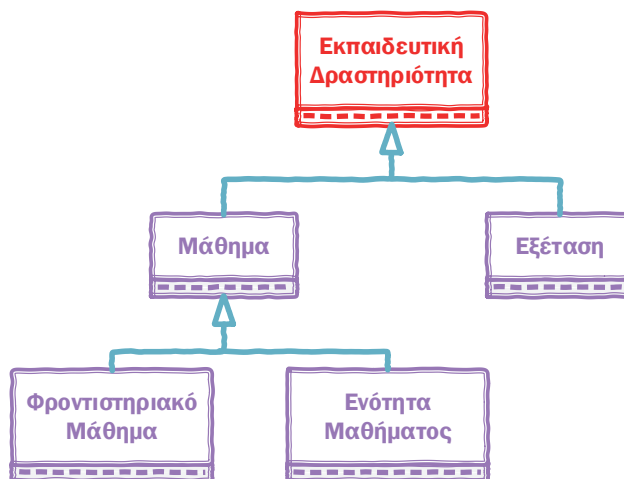 Εκπαιδευτική
Δραστηριότητα
Μάθημα
Εξέταση
Φροντιστηριακό
Μάθημα
Ενότητα
Μαθήματος